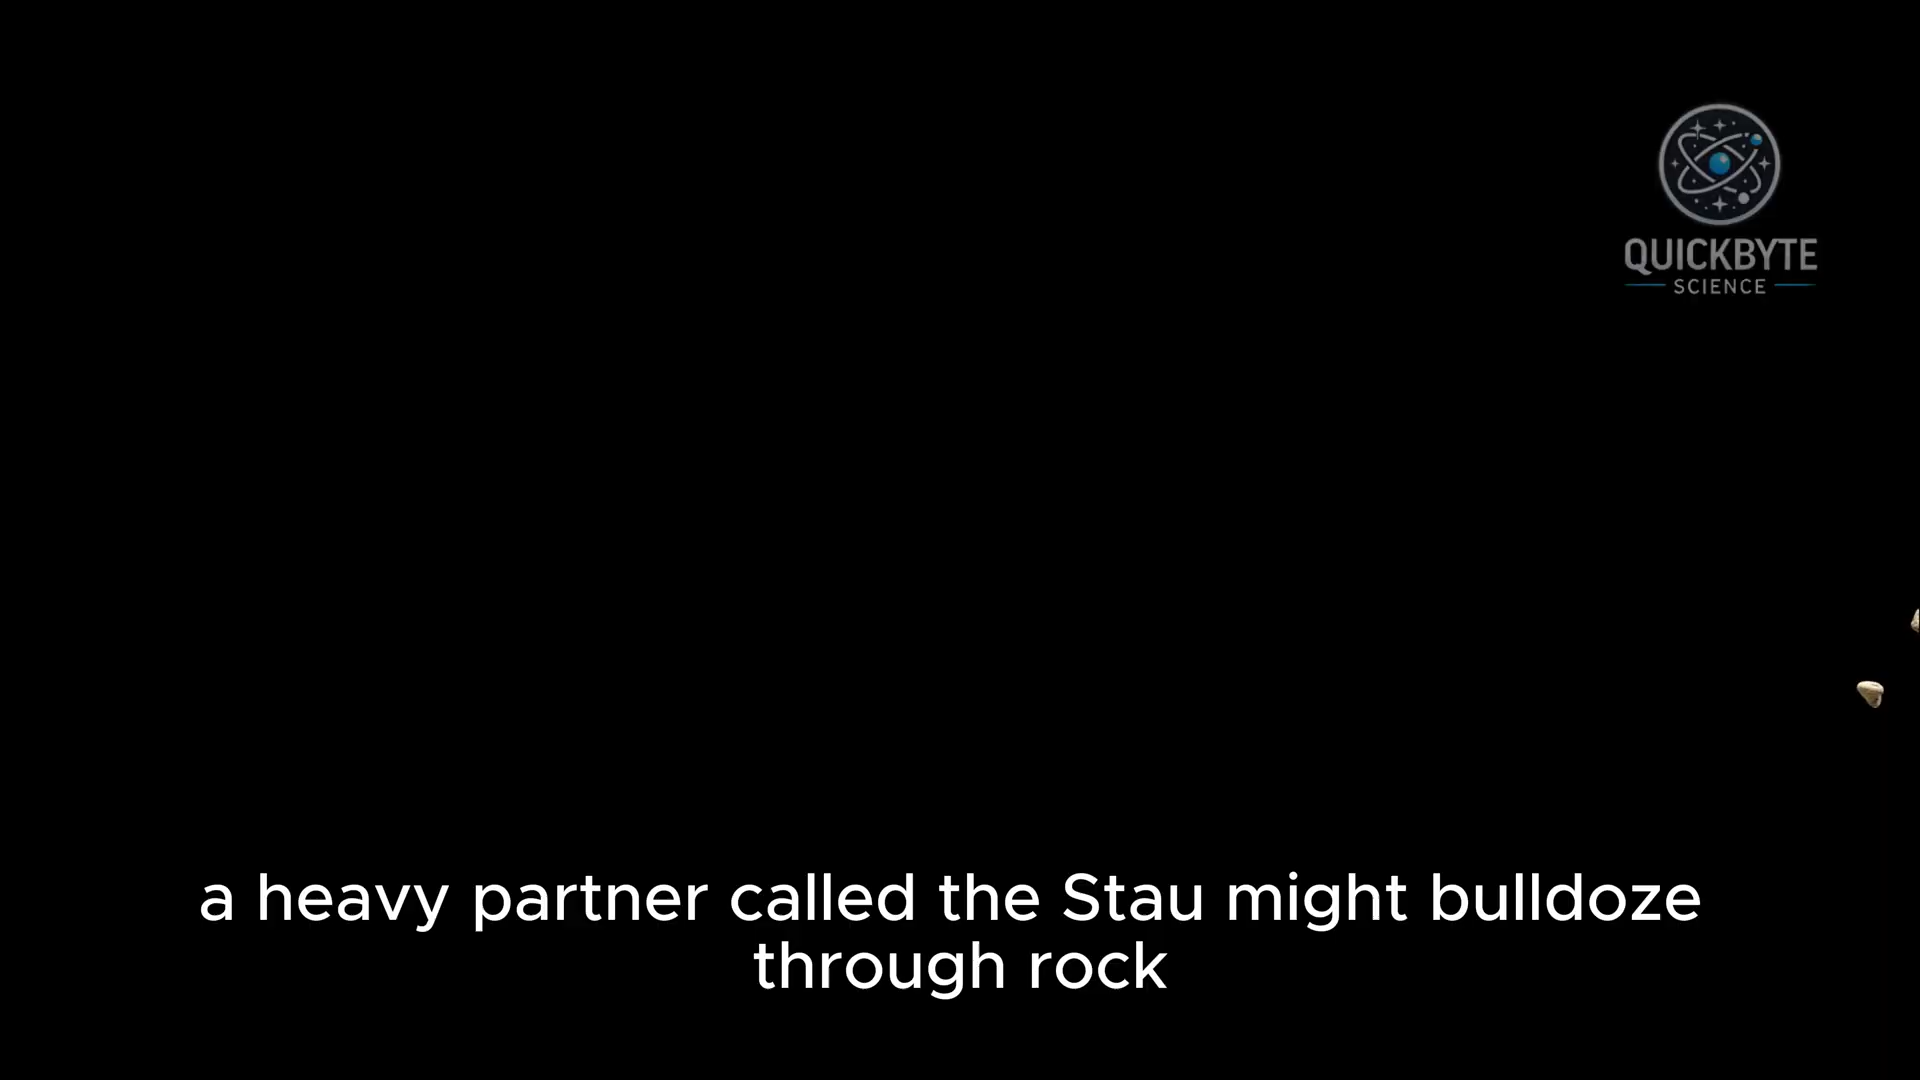 QUICKBYTE
SCIENCE
a heavy partner called the Stau might bulldoze
through rock